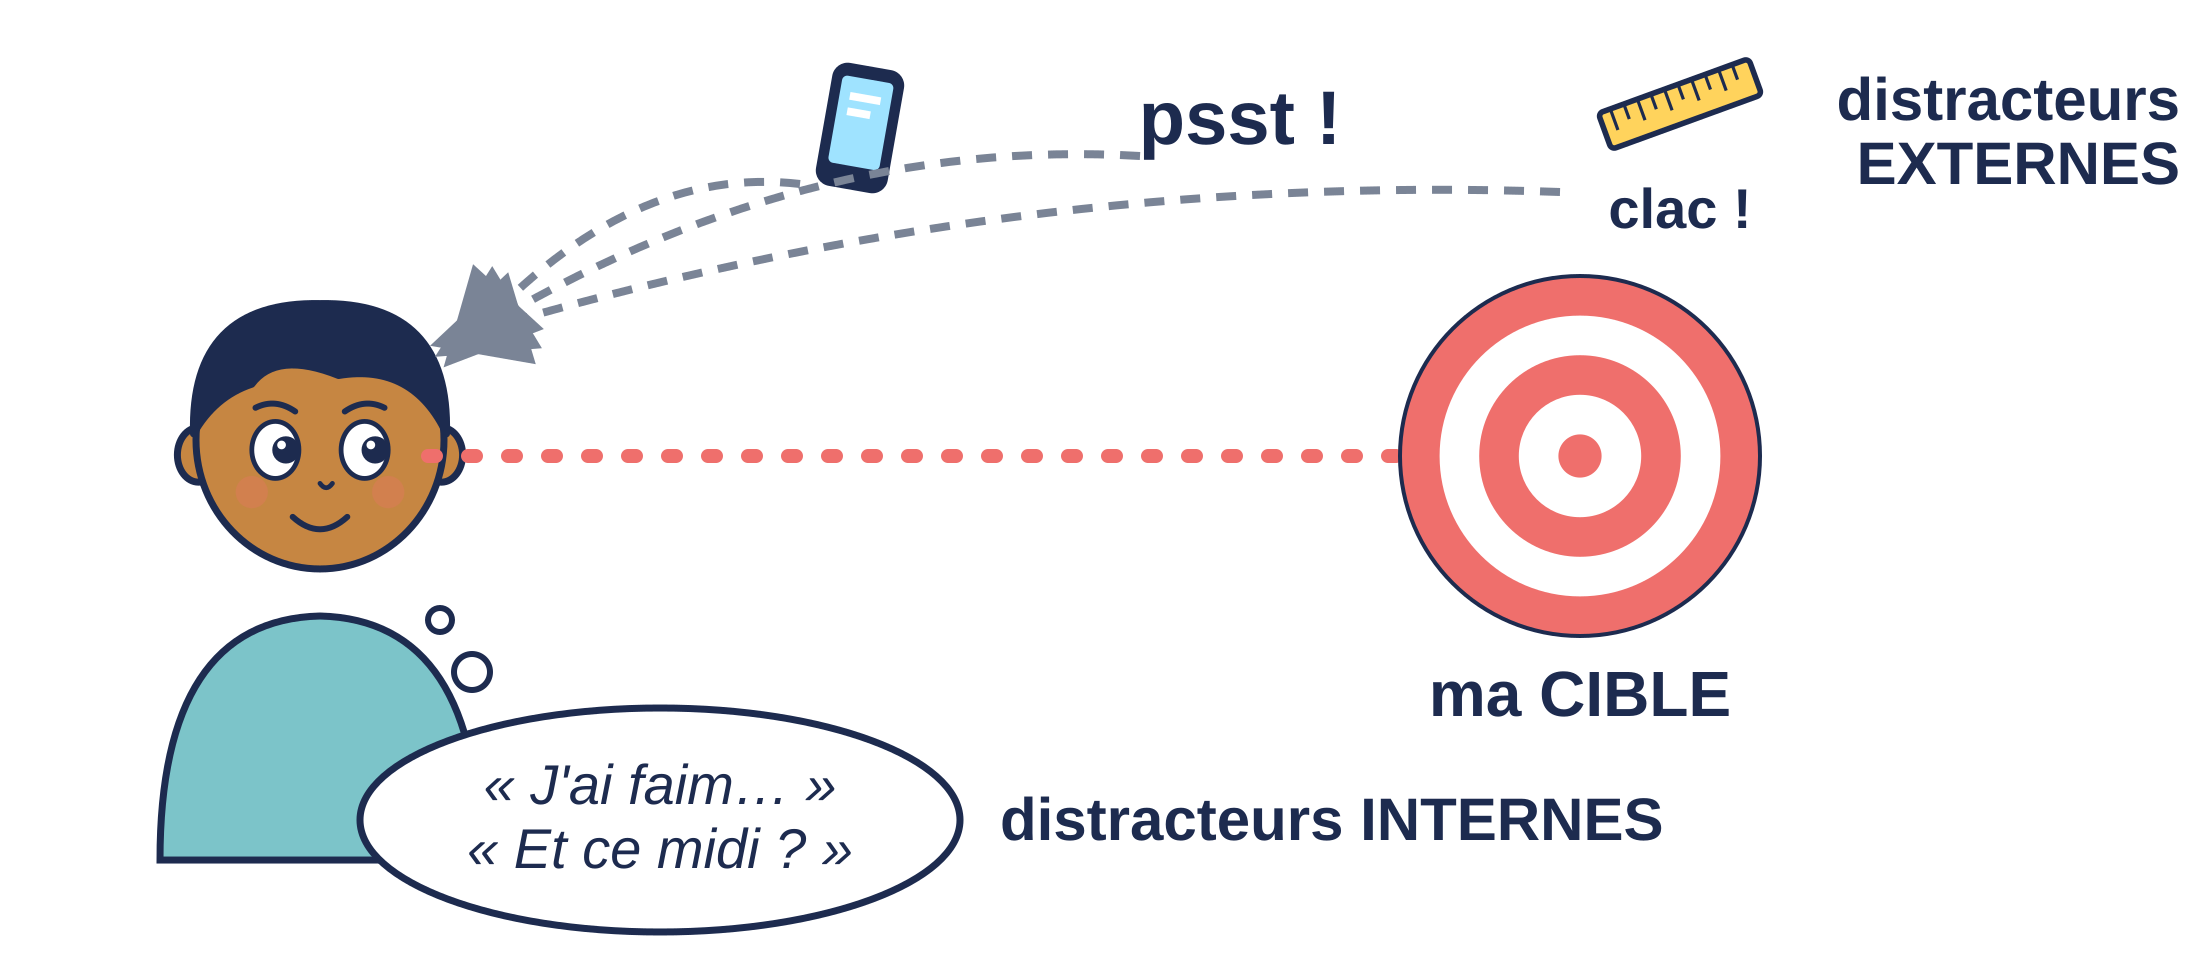 psst !
clac !
distracteurs
EXTERNES
ma CIBLE
« J'ai faim… »
« Et ce midi ? »
distracteurs INTERNES